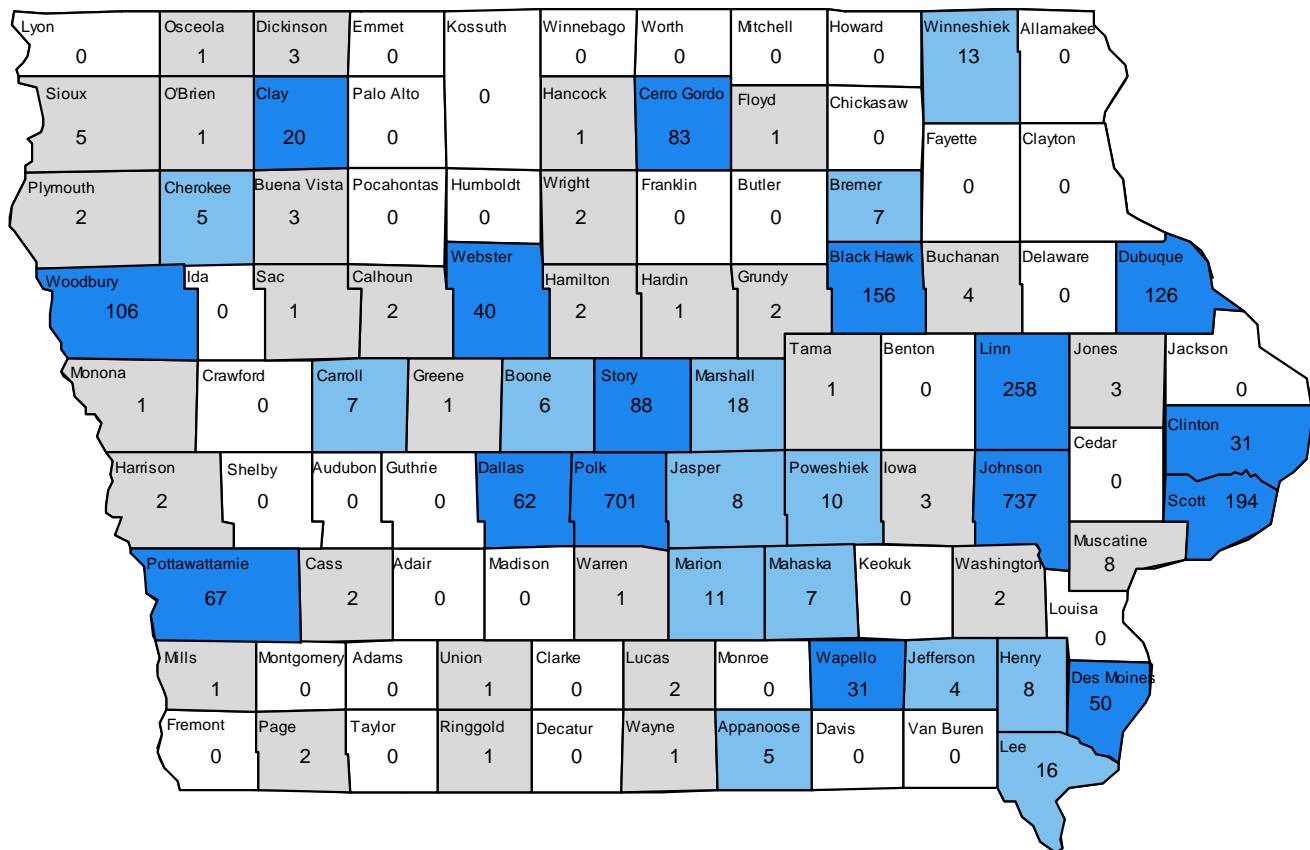 Lyon
0
Osceola
1
Dickinson
3
Emmet
0
Kossuth
0
Winnebago
0
Worth
0
Mitchell
0
Howard
0
Winneshiek
13
Allamakee
0
Sioux
5
O'Brien
1
Clay
20
Palo Alto
0
Hancock
1
Cerro Gordo
83
Floyd
1
Chickasaw
0
Fayette
0
Clayton
0
Plymouth
2
Cherokee
5
Buena Vista
3
Pocahontas
0
Humboldt
0
Wright
2
Franklin
0
Butler
0
Bremer
7
Woodbury
106
Ida
0
Sac
1
Calhoun
2
Webster
40
Hamilton
2
Hardin
1
Grundy
2
Black Hawk
156
Buchanan
4
Delaware
0
Dubuque
126
Monona
1
Crawford
0
Carroll
7
Greene
1
Boone
6
Story
88
Marshall
18
Tama
1
Benton
0
Linn
258
Jones
3
Jackson
0
Clinton
31
Cedar
0
Harrison
2
Shelby
0
Audubon
0
Guthrie
0
Dallas
62
Polk
701
Jasper
8
Poweshiek
10
Iowa
3
Johnson
737
Scott 194
Muscatine
8
Pottawattamie
67
Cass
2
Adair
0
Madison
0
Warren
1
Marion
11
Mahaska
7
Keokuk
0
Washington
2
Louisa
0
Mills
1
Montgomery
0
Adams
0
Union
1
Clarke
0
Lucas
2
Monroe
0
Wapello
31
Jefferson
4
Henry
8
Des Moines
50
Fremont
0
Page
2
Taylor
0
Ringgold
1
Decatur
0
Wayne
1
Appanoose
5
Davis
0
Van Buren
0
Lee
16